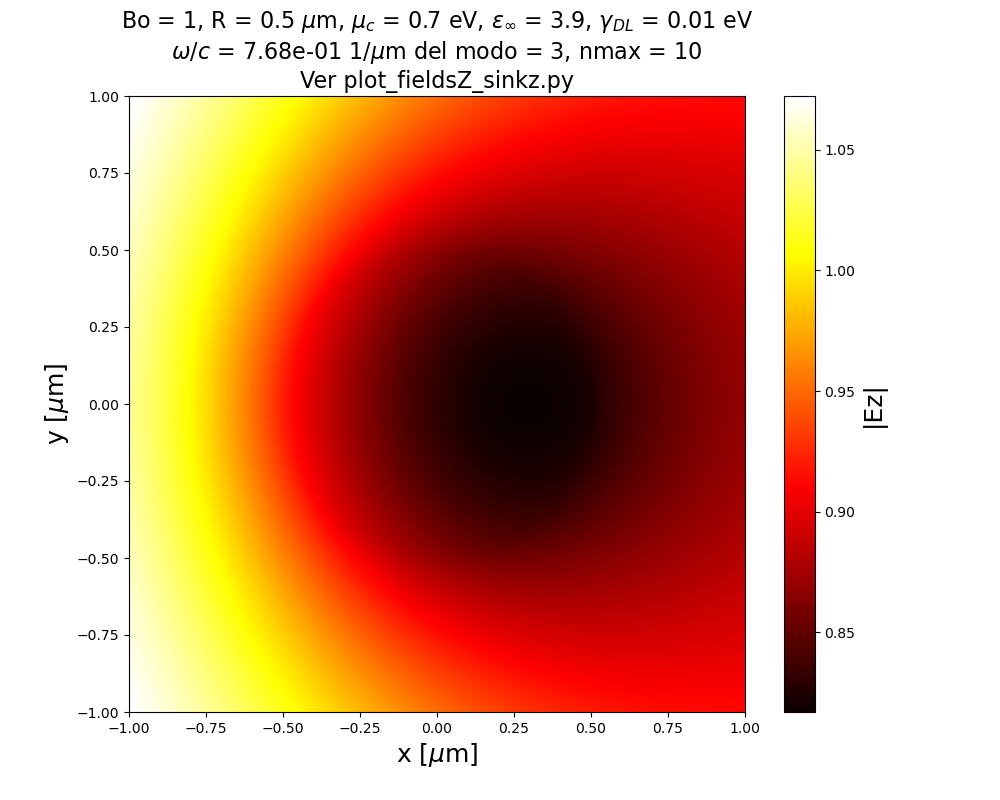 Bo = 1, R = 0.5 μm, μc = 0.7 eV, ε∞ = 3.9, γDL = 0.01 eV
ω/c = 7.68e-01 1/μm del modo = 3, nmax = 10
Ver plot_fieldsZ_sinkz.py
1.00
0.75
0.50
0.25
0.00
−0.25
−0.50
−0.75
−1.00
y [μm]
−1.00 −0.75 −0.50 −0.25 0.00 0.25 0.50 0.75 1.00
x [μm]
1.05
1.00
0.95
0.90
0.85
|Ez|